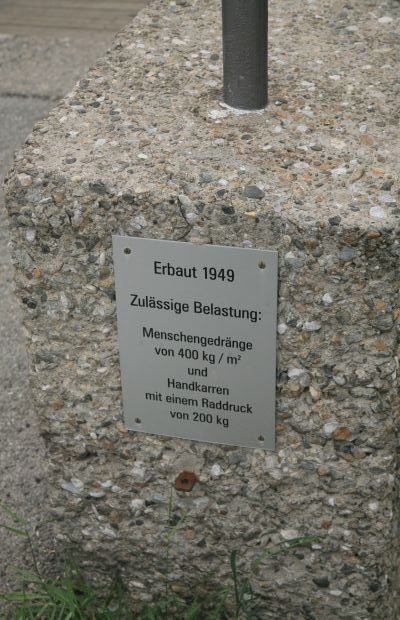 Erbaut 1949
Zulässige Belastung:
Menschengedränge
von 400 kg / m²
und
Handkarren
mit einem Raddruck
von 200 kg